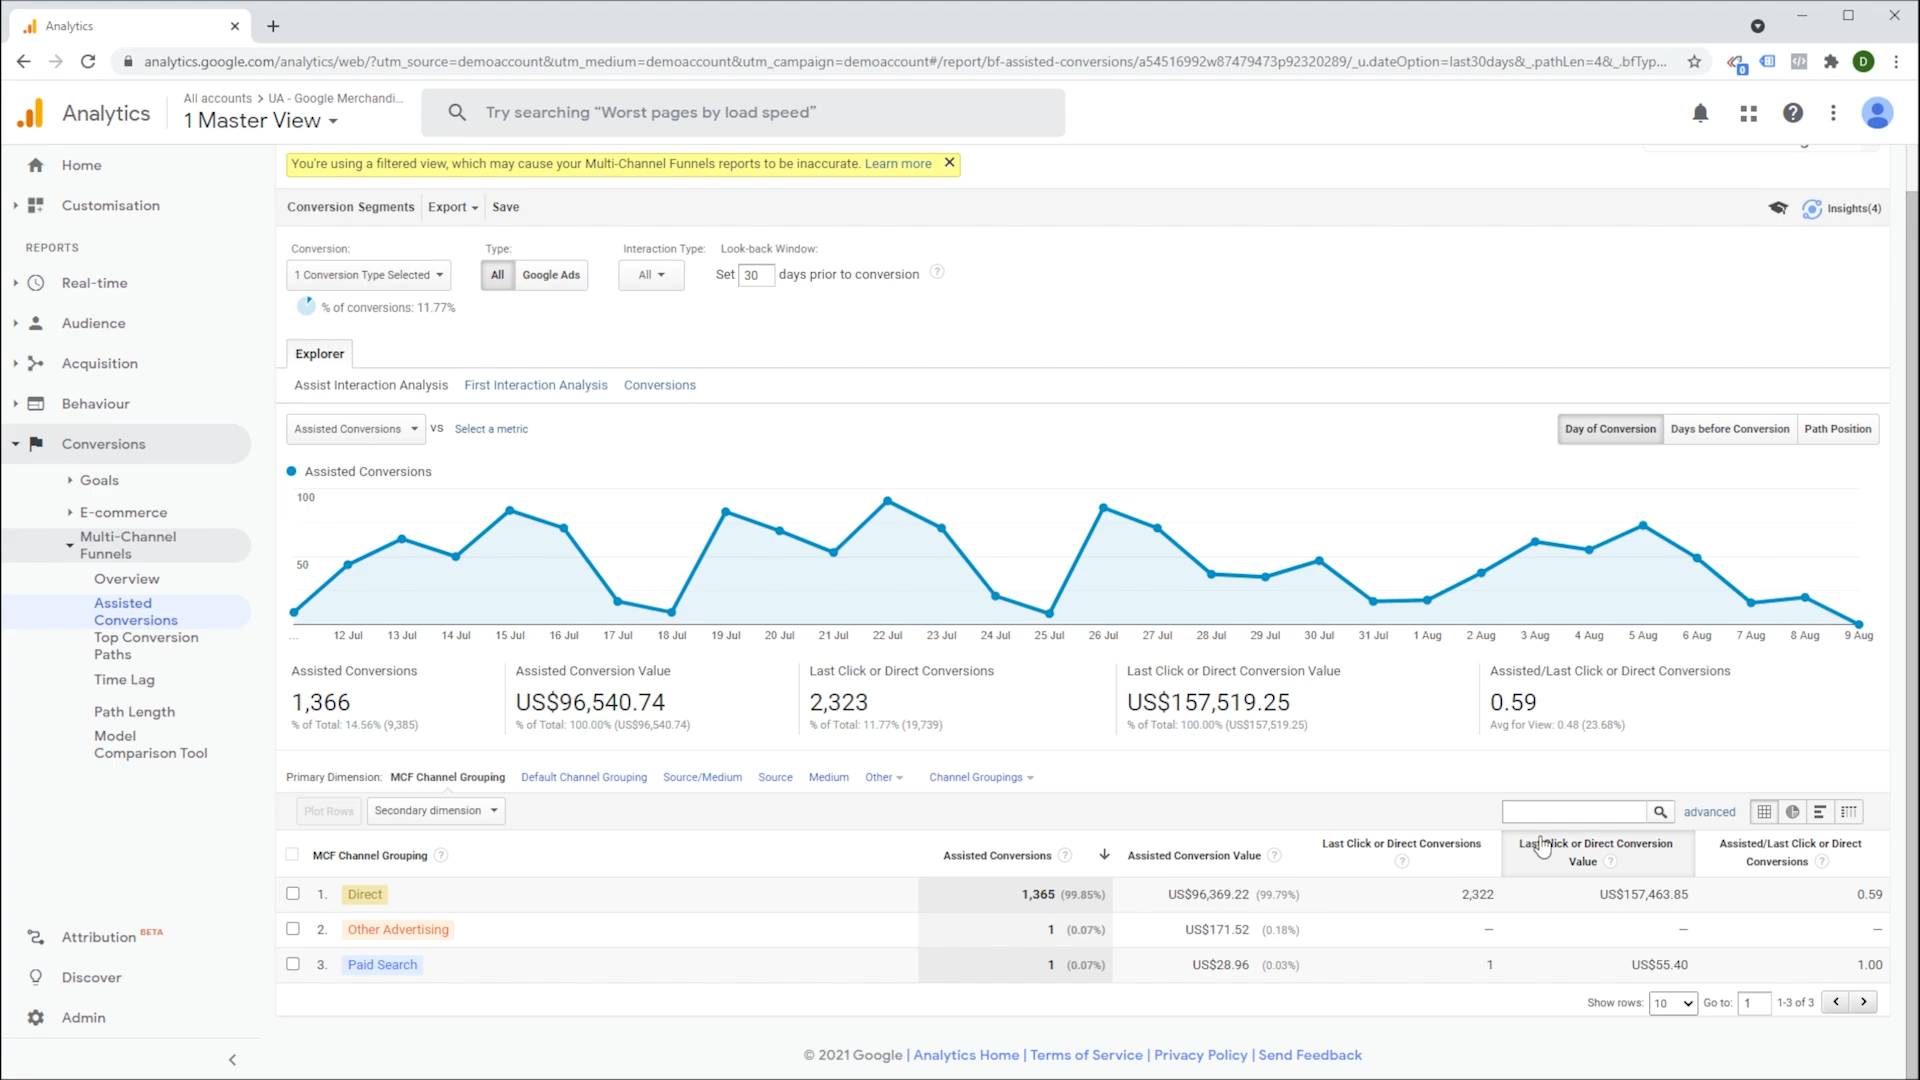 Analytics
analytics.google.com/analytics/web/?utm_source=demoaccount&utm_medium=demoaccount&utm_campaign=demoaccount#/report/bf-assisted-conversions/a54516992w87479473p92320289/_u.dateOption=last30days&_.pathLen=4&_.bfTyp...
0
D
Analytics
All accounts > UA - Google Merchandi...
1 Master View
Try searching “Worst pages by load speed”
Home
Customisation
REPORTS
Real-time
Audience
Acquisition
Behaviour
Conversions
Goals
E-commerce
Multi-Channel
Funnels
Overview
Assisted
Conversions
Top Conversion
Paths
Time Lag
Path Length
Model
Comparison Tool
Attribution BETA
Discover
Admin
You're using a filtered view, which may cause your Multi-Channel Funnels reports to be inaccurate. Learn more
Conversion Segments Export Save
Insights(4)
Conversion: Type: Interaction Type: Look-back Window:
1 Conversion Type Selected All Google Ads All Set 30 days prior to conversion ?
% of conversions: 11.77%
Explorer
Assist Interaction Analysis First Interaction Analysis Conversions
Assisted Conversions VS Select a metric
Day of Conversion Days before Conversion Path Position
Assisted Conversions
100
50
... 12 Jul 13 Jul 14 Jul 15 Jul 16 Jul 17 Jul 18 Jul 19 Jul 20 Jul 21 Jul 22 Jul 23 Jul 24 Jul 25 Jul 26 Jul 27 Jul 28 Jul 29 Jul 30 Jul 31 Jul 1 Aug 2 Aug 3 Aug 4 Aug 5 Aug 6 Aug 7 Aug 8 Aug 9 Aug
Assisted Conversions Assisted Conversion Value Last Click or Direct Conversions Last Click or Direct Conversion Value Assisted/Last Click or Direct Conversions
1,366 US$96,540.74 2,323 US$157,519.25 0.59
% of Total: 14.56% (9,385) % of Total: 100.00% (US$96,540.74) % of Total: 11.77% (19,739) % of Total: 100.00% (US$157,519.25) Avg for View: 0.48 (23.68%)
Primary Dimension: MCF Channel Grouping Default Channel Grouping Source/Medium Source Medium Other Channel Groupings
Plot Rows Secondary dimension advanced
MCF Channel Grouping ? Assisted Conversions ? Assisted Conversion Value ? Last Click or Direct Conversions ? Last Click or Direct Conversion Value ? Assisted/Last Click or Direct Conversions ?
1. Direct 1,365 (99.85%) US$96,369.22 (99.79%) 2,322 US$157,463.85 0.59
2. Other Advertising 1 (0.07%) US$171.52 (0.18%) – – –
3. Paid Search 1 (0.07%) US$28.96 (0.03%) 1 US$55.40 1.00
Show rows: 10 Go to: 1 1-3 of 3
© 2021 Google | Analytics Home | Terms of Service | Privacy Policy | Send Feedback